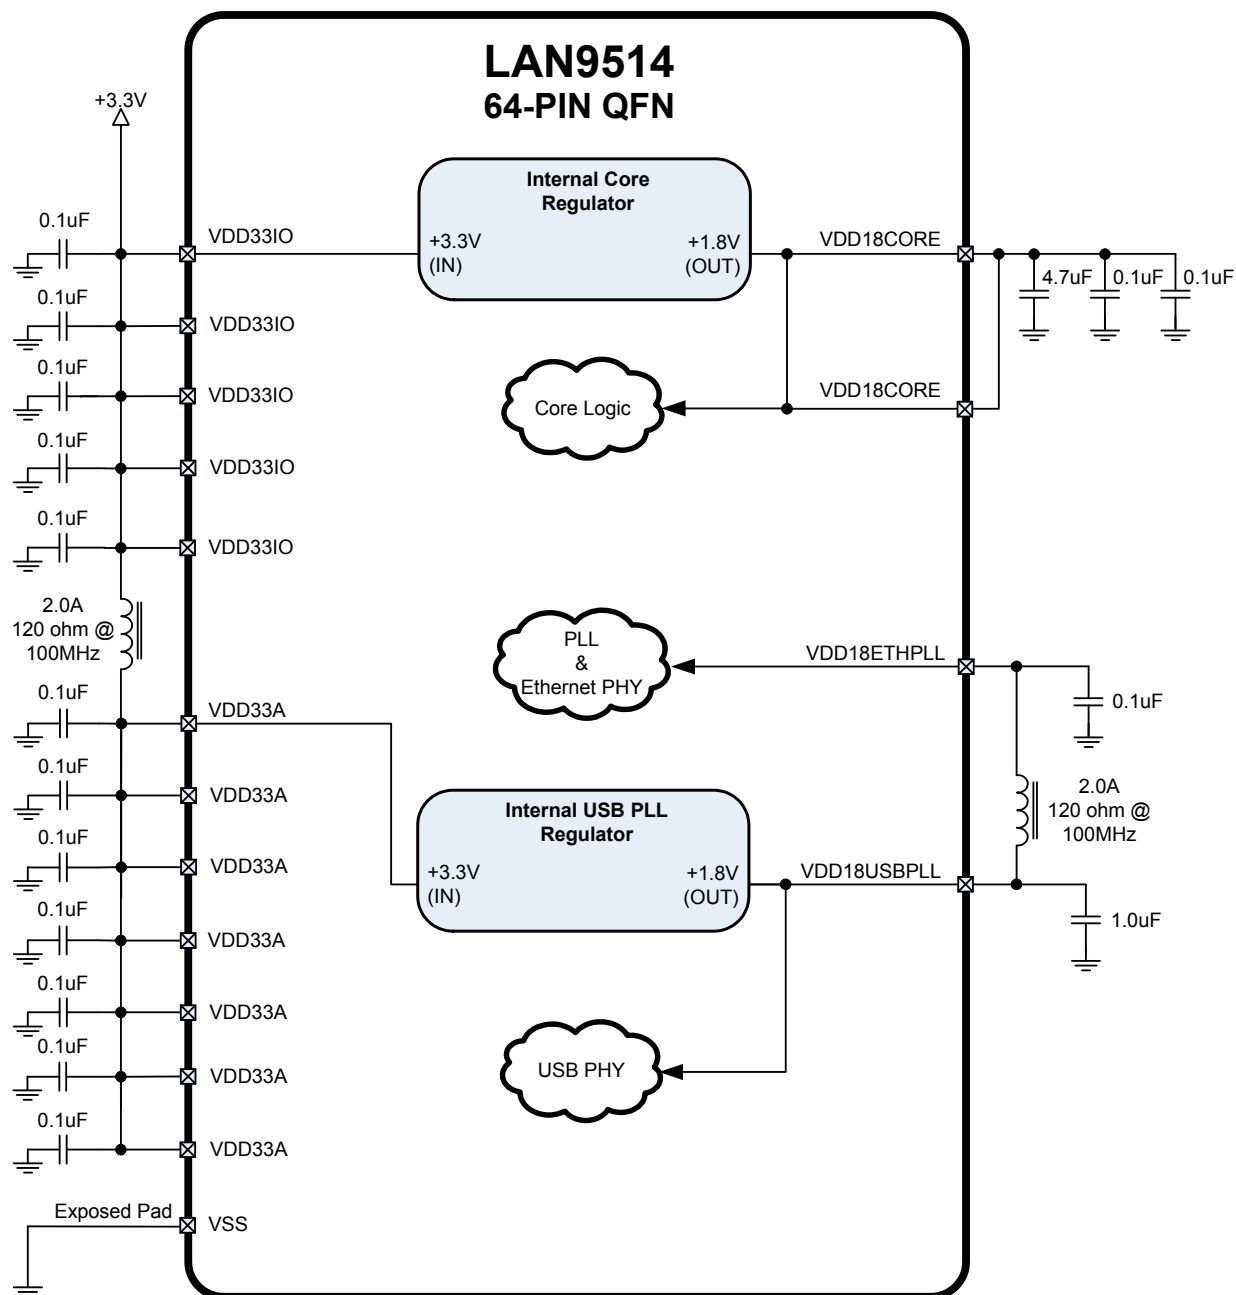 LAN9514
64-PIN QFN
+3.3V
Internal Core
Regulator
+3.3V
(IN)
+1.8V
(OUT)
0.1uF
VDD33IO
VDD18CORE
4.7uF
0.1uF
0.1uF
0.1uF
VDD33IO
0.1uF
VDD33IO
Core Logic
VDD18CORE
0.1uF
VDD33IO
0.1uF
VDD33IO
2.0A
120 ohm @
100MHz
PLL
&
Ethernet PHY
VDD18ETHPLL
0.1uF
0.1uF
VDD33A
0.1uF
VDD33A
Internal USB PLL
Regulator
+3.3V
(IN)
+1.8V
(OUT)
2.0A
120 ohm @
100MHz
0.1uF
VDD33A
VDD18USBPLL
1.0uF
0.1uF
VDD33A
0.1uF
VDD33A
0.1uF
VDD33A
USB PHY
0.1uF
VDD33A
Exposed Pad
VSS